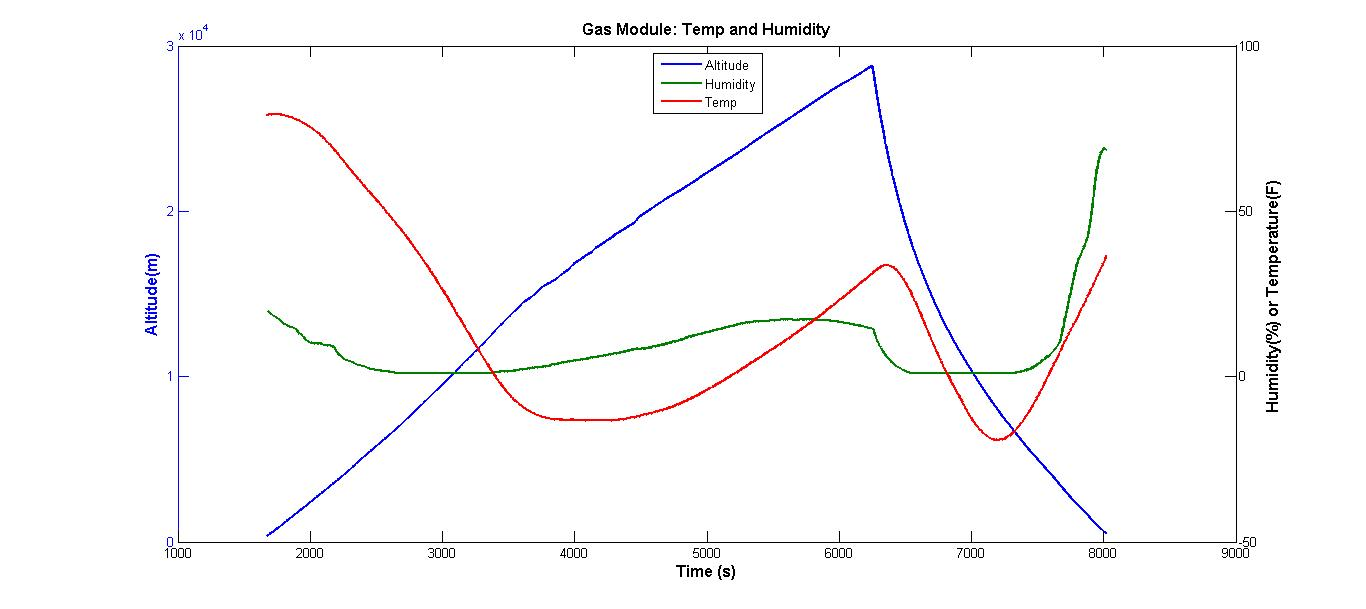 Gas Module: Temp and Humidity
x 10^4
3
2
1
0
Altitude(m)
Altitude
Humidity
Temp
100
50
0
-50
Humidity(%) or Temperature(F)
1000 2000 3000 4000 5000 6000 7000 8000 9000
Time (s)